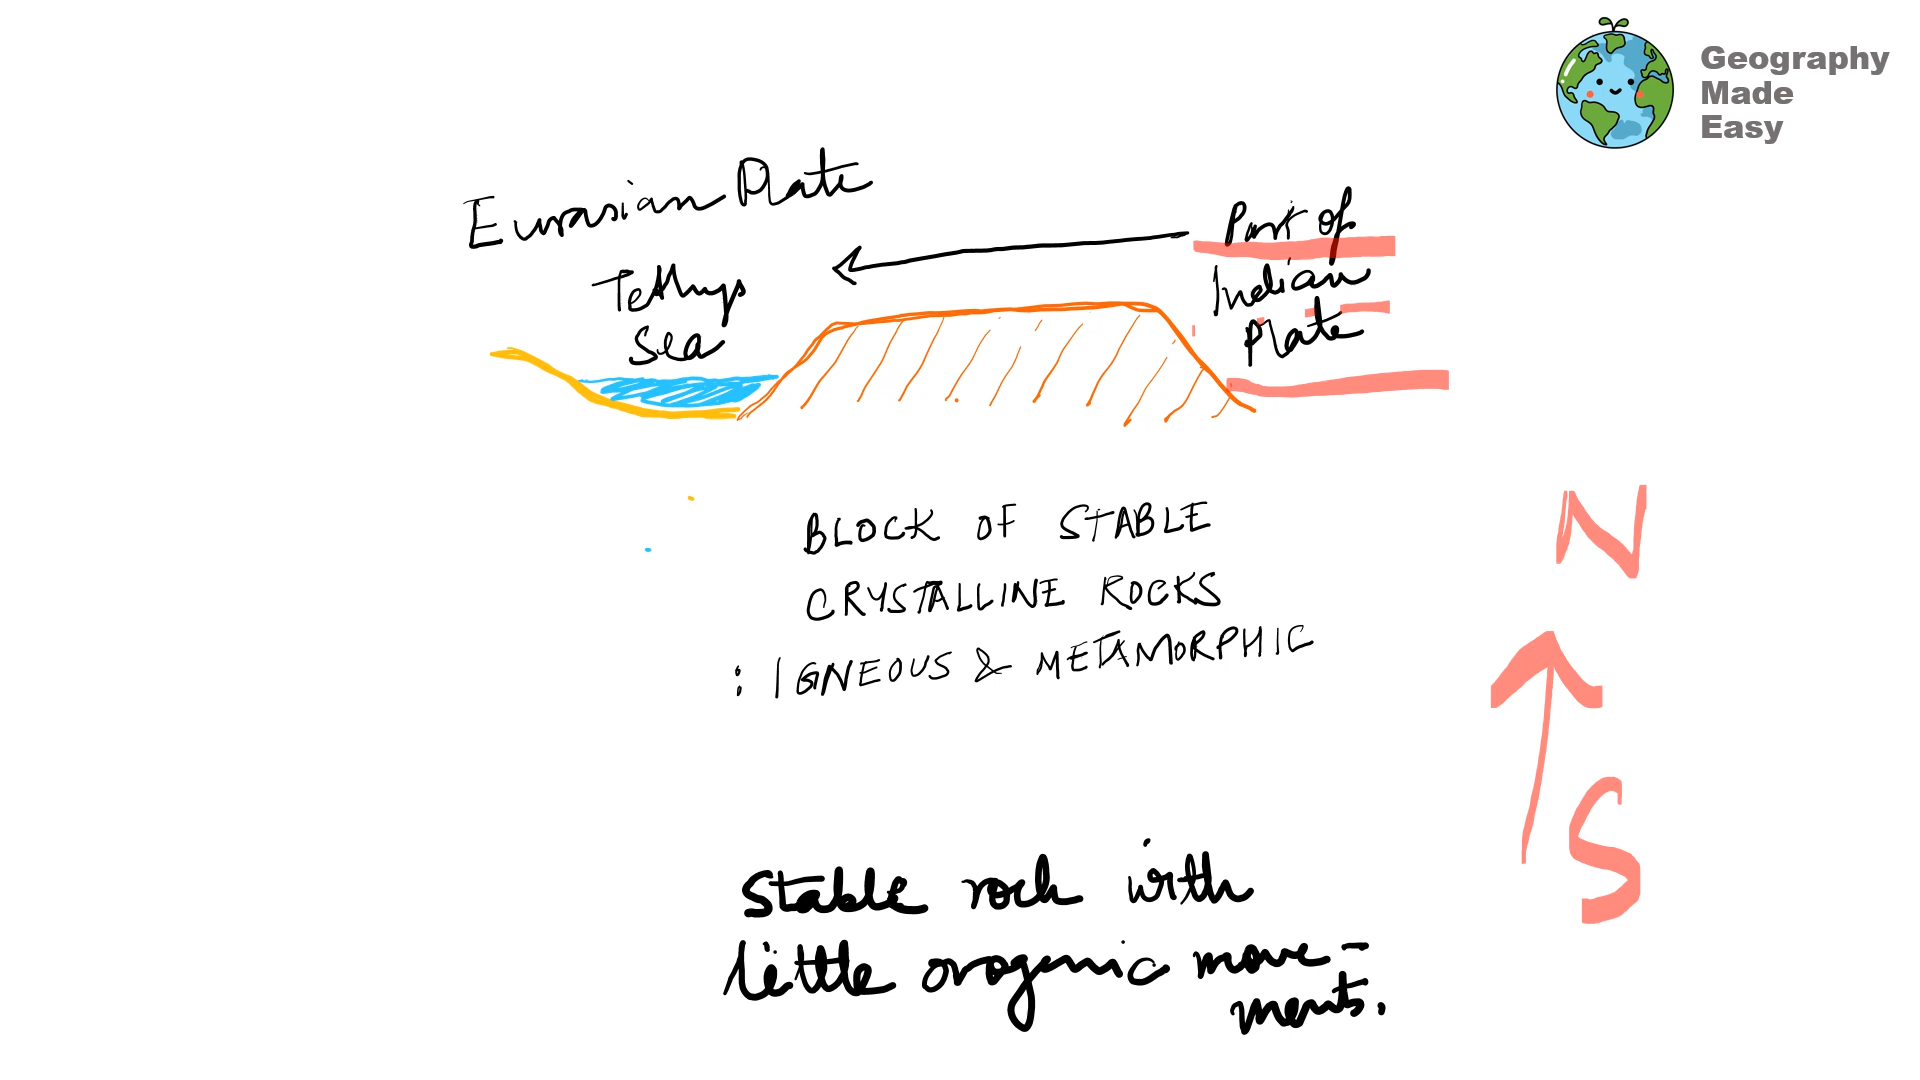 Geography
Made
Easy
Eurasian Plate
Part of
Indian
Plate
Tethys
Sea
BLOCK OF STABLE
CRYSTALLINE ROCKS
: IGNEOUS & METAMORPHIC
N
S
Stable rock with
little orogenic move-
ments.